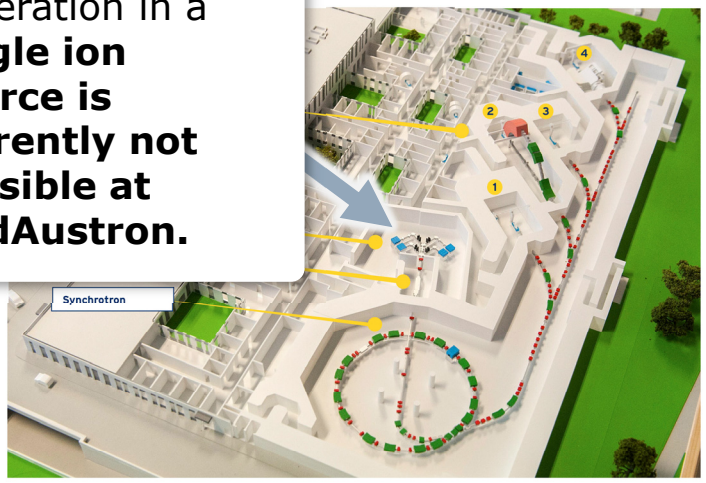 eration in a
gle ion
rce is
rently not
sible at
dAustron.
4
2 3
1
Synchrotron